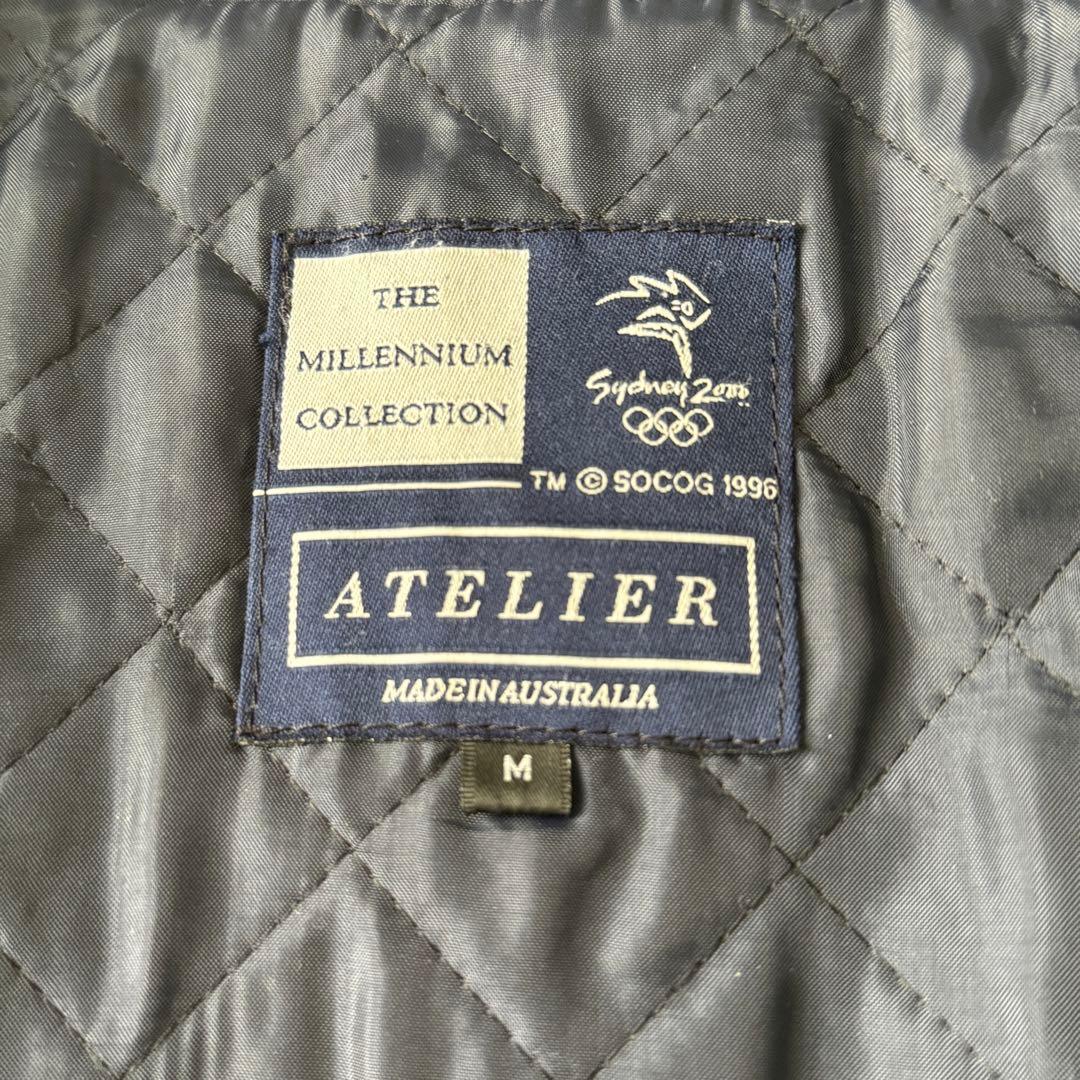 THE
MILLENNIUM
COLLECTION
Sydney 2000
TM © SOCOG 1996
ATELIER
MADE IN AUSTRALIA
M